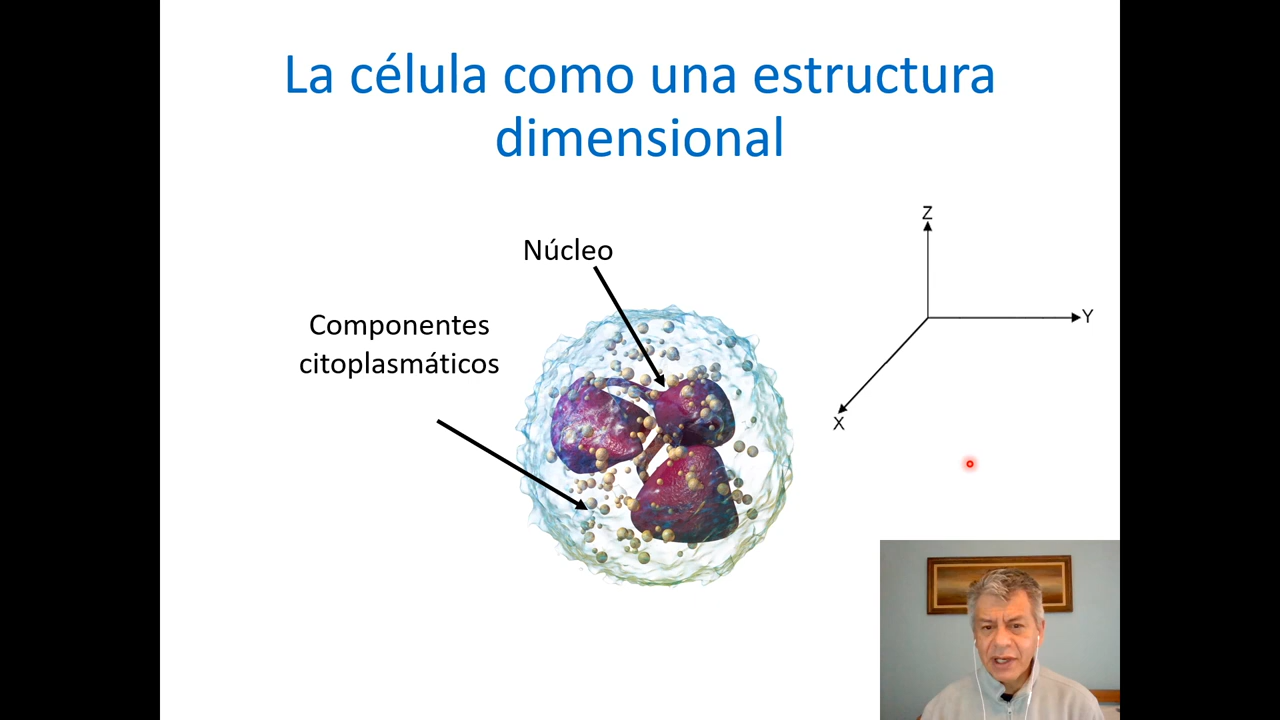 La célula como una estructura
dimensional
Núcleo
Componentes
citoplasmáticos
Z
Y
X